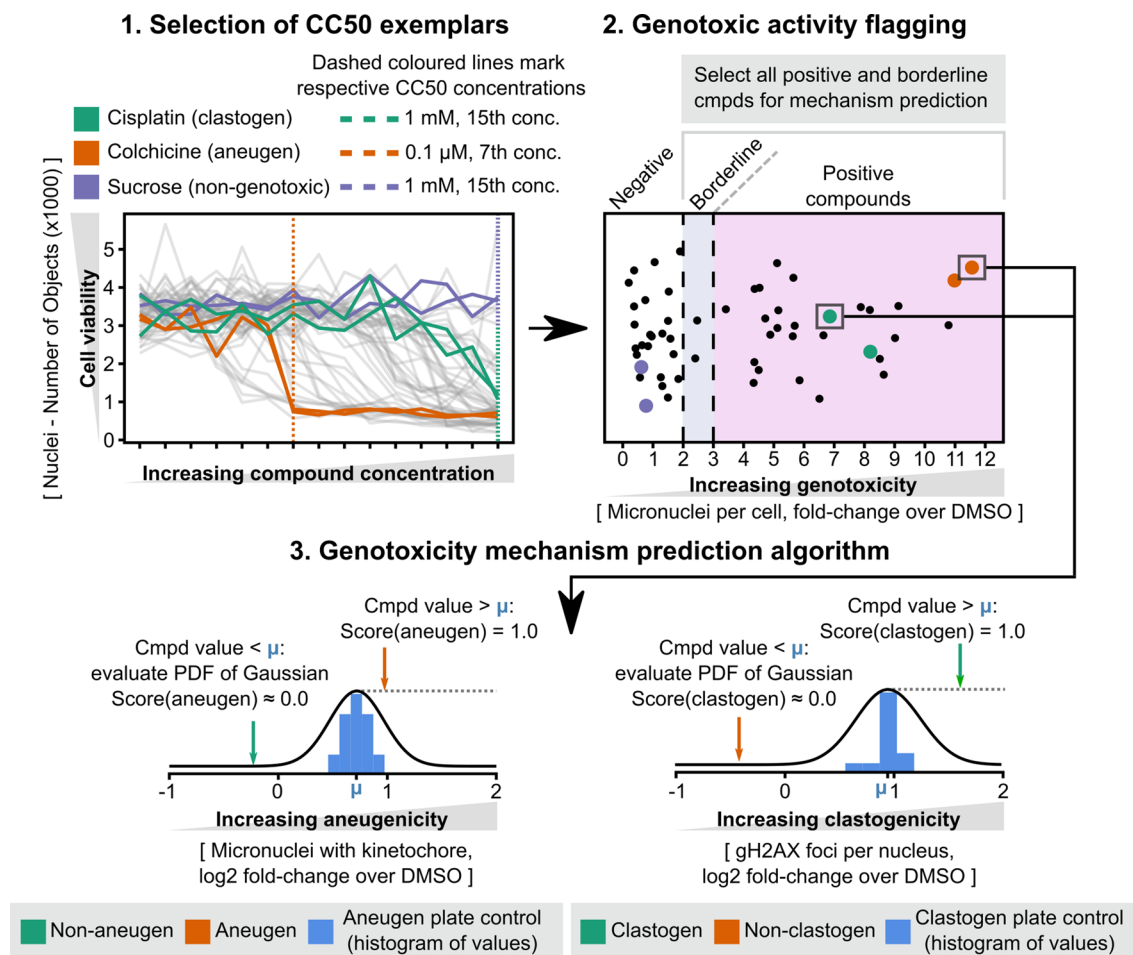 1. Selection of CC50 exemplars
Dashed coloured lines mark
respective CC50 concentrations
Cisplatin (clastogen)
1 mM, 15th conc.
Colchicine (aneugen)
0.1 µM, 7th conc.
Sucrose (non-genotoxic)
1 mM, 15th conc.
[ Nuclei - Number of Objects (x1000) ]
Cell viability
5
4
3
2
1
0
Increasing compound concentration
2. Genotoxic activity flagging
Select all positive and borderline
cmpds for mechanism prediction
Negative
Borderline
Positive
compounds
0 1 2 3 4 5 6 7 8 9 10 11 12
Increasing genotoxicity
[ Micronuclei per cell, fold-change over DMSO ]
3. Genotoxicity mechanism prediction algorithm
Cmpd value > µ:
Score(aneugen) = 1.0
Cmpd value < µ:
evaluate PDF of Gaussian
Score(aneugen) ≈ 0.0
-1 0 µ 1 2
Increasing aneugenicity
[ Micronuclei with kinetochore,
log2 fold-change over DMSO ]
Cmpd value > µ:
Score(clastogen) = 1.0
Cmpd value < µ:
evaluate PDF of Gaussian
Score(clastogen) ≈ 0.0
-1 0 µ 1 2
Increasing clastogenicity
[ gH2AX foci per nucleus,
log2 fold-change over DMSO ]
Non-aneugen
Aneugen
Aneugen plate control
(histogram of values)
Clastogen
Non-clastogen
Clastogen plate control
(histogram of values)